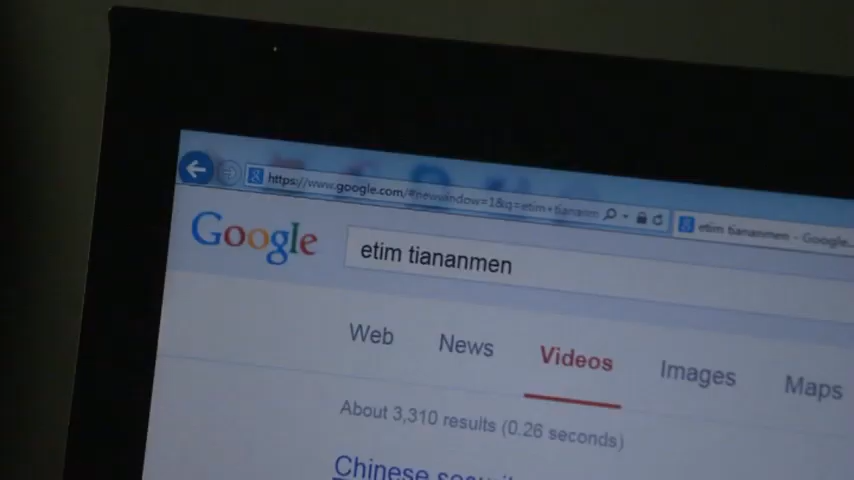 https://www.google.com/#newwindow=1&q=etim+tiananm
etim tiananmen - Google...
Google
etim tiananmen
Web News Videos Images Maps
About 3,310 results (0.26 seconds)
Chinese